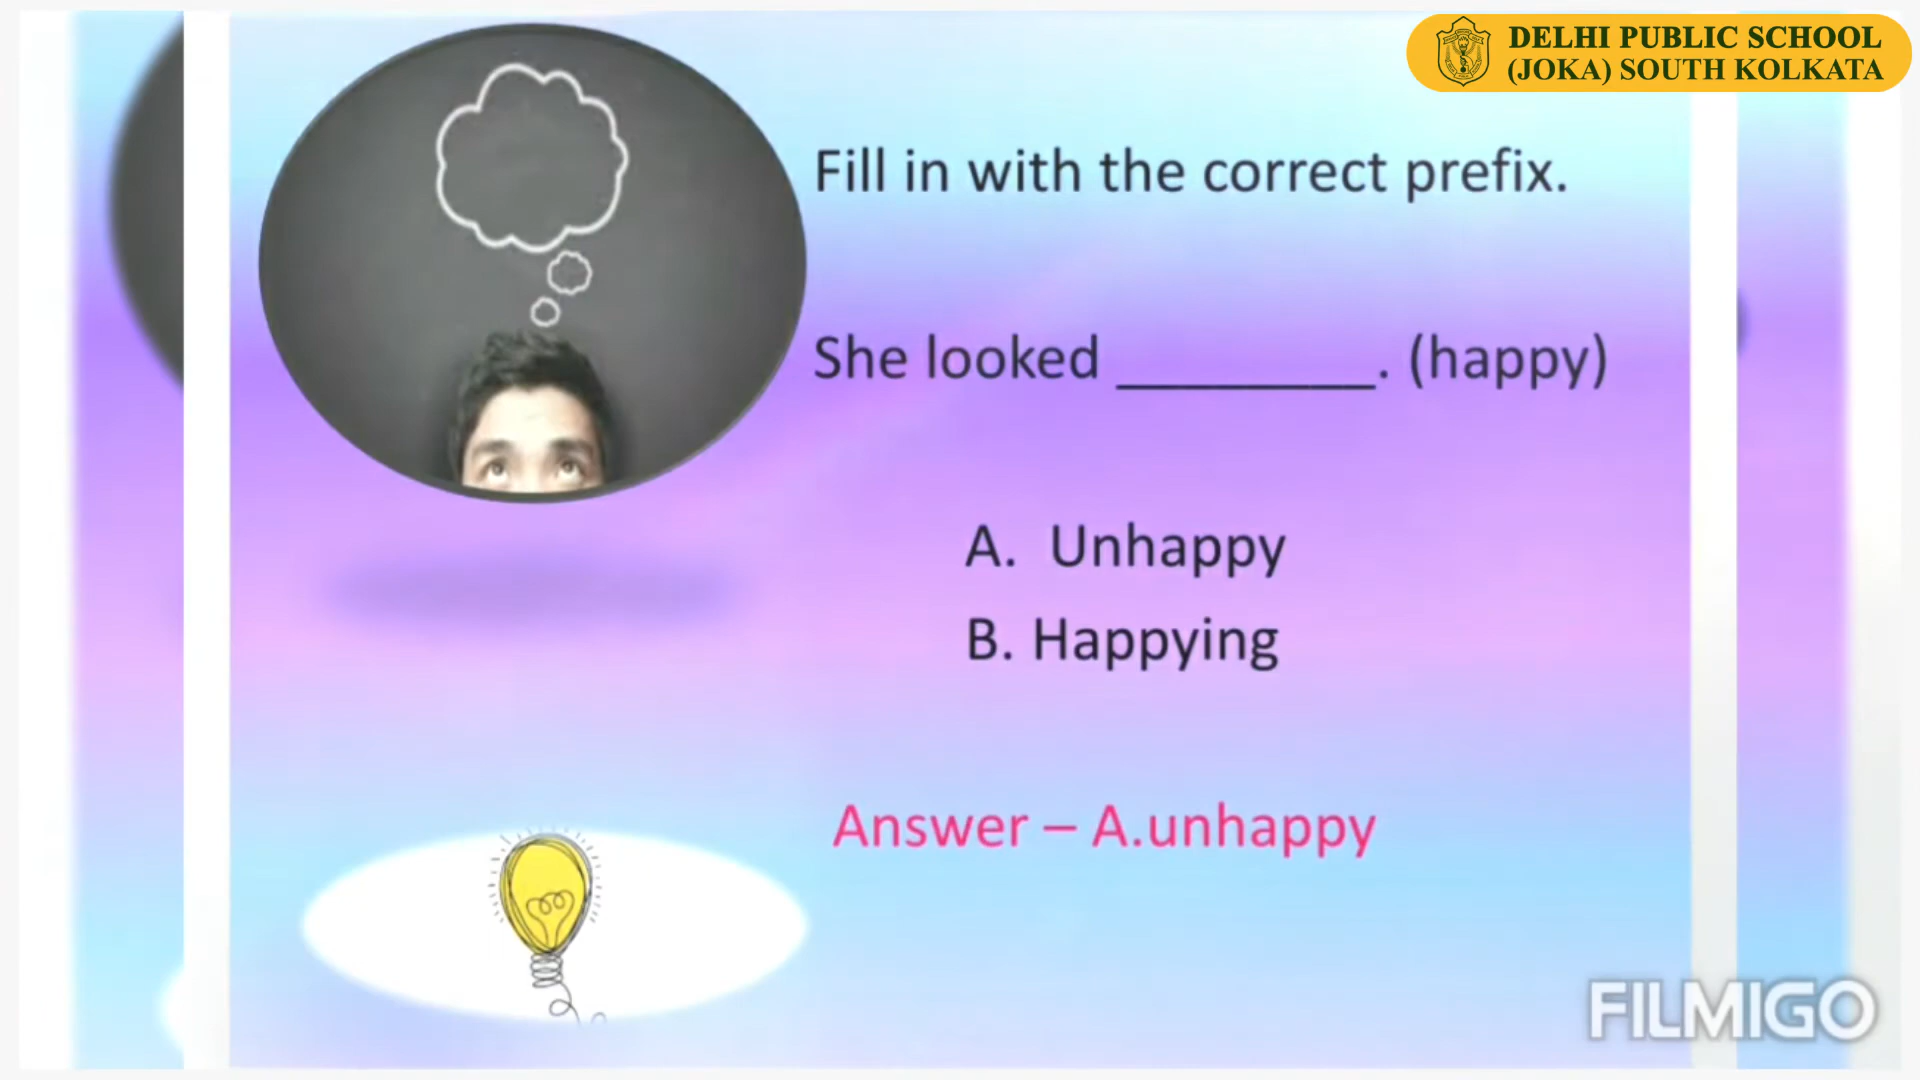 DELHI PUBLIC SCHOOL
(JOKA) SOUTH KOLKATA
Fill in with the correct prefix.
She looked ________. (happy)
A. Unhappy
B. Happying
Answer – A.unhappy
FILMIGO